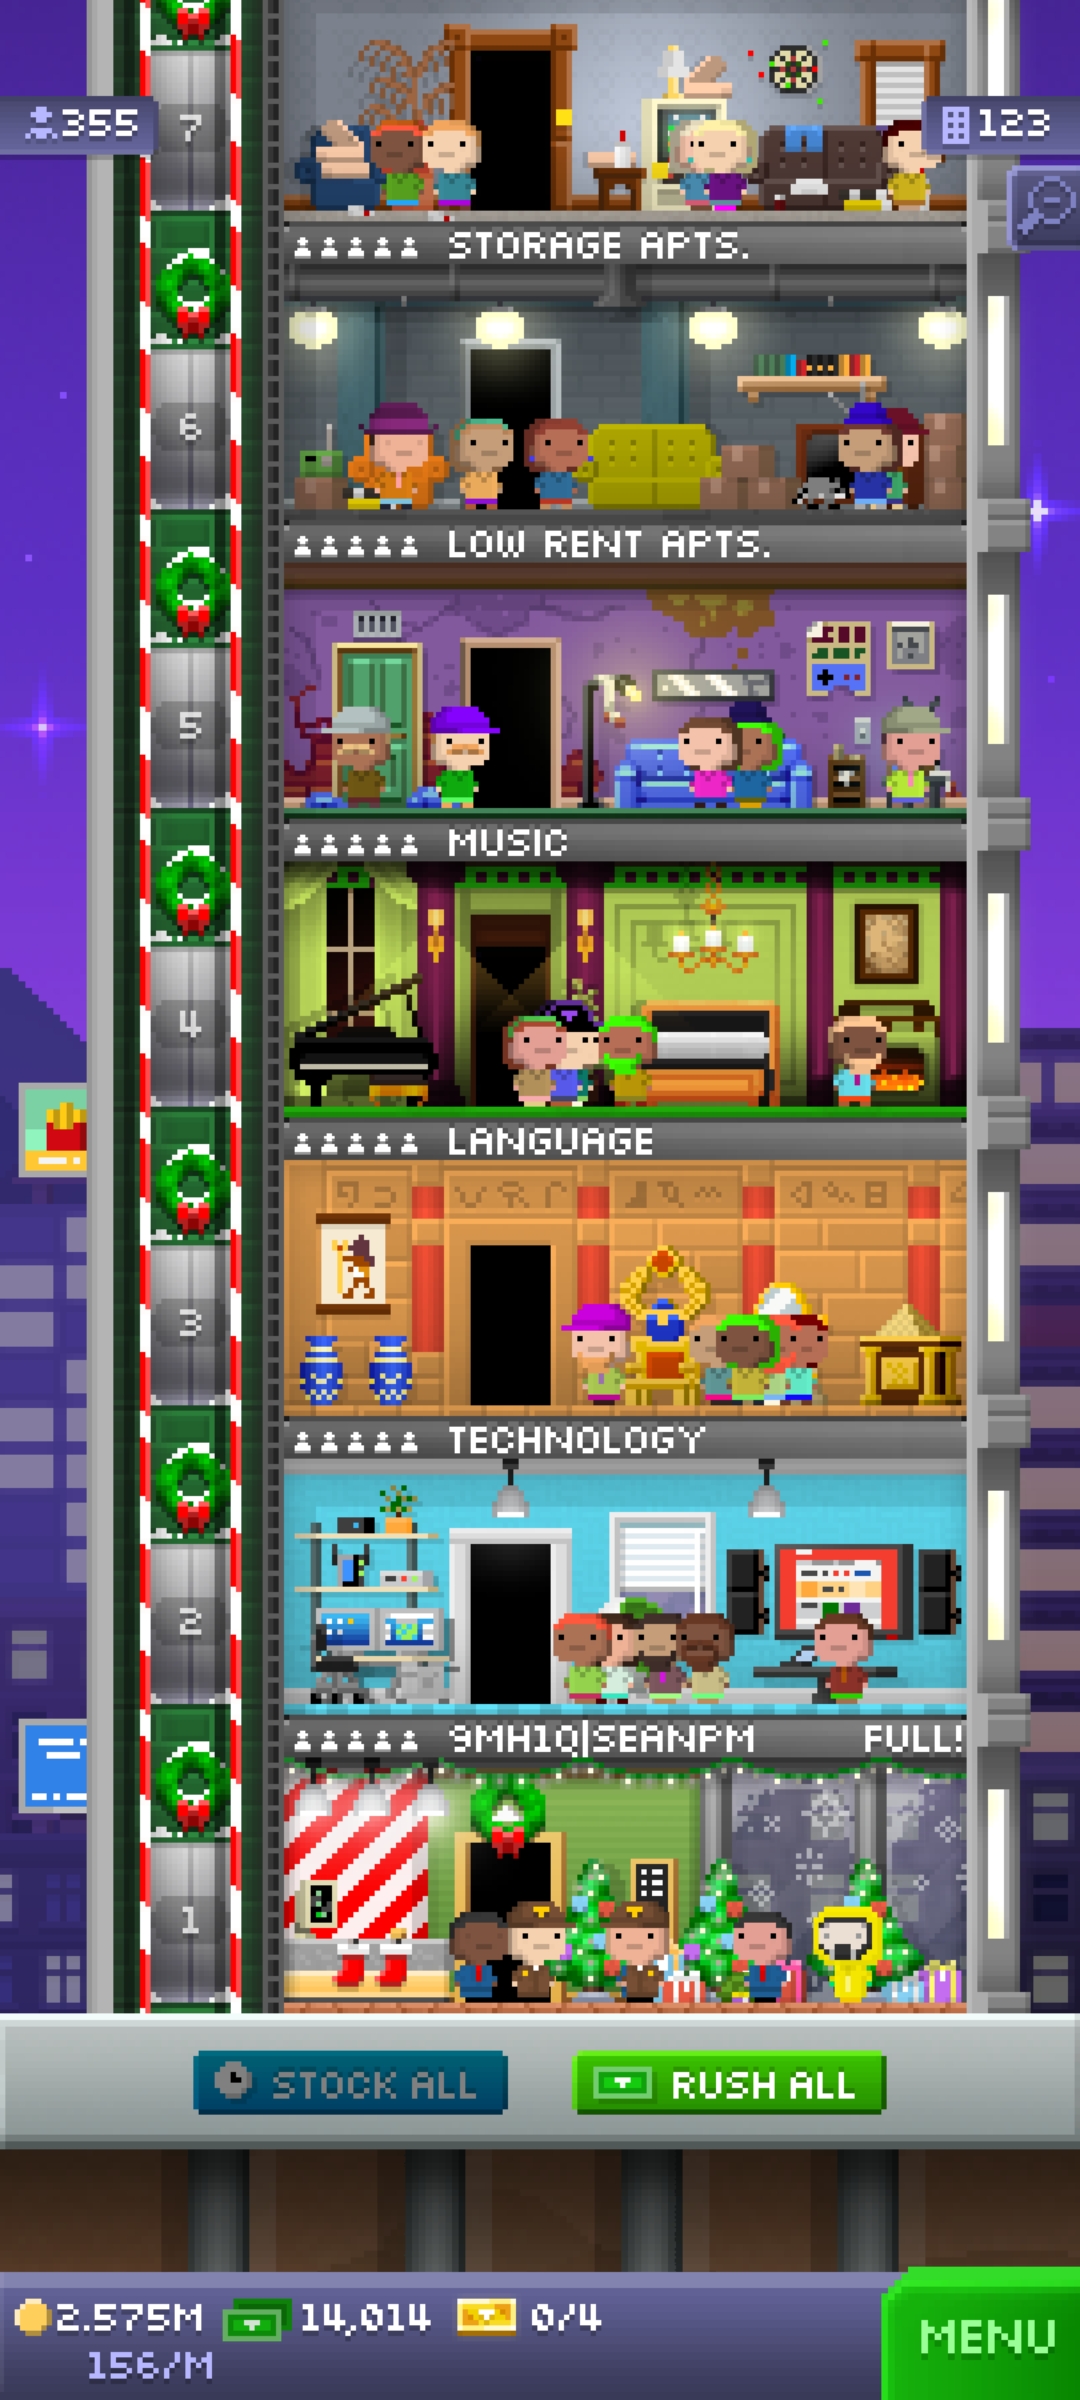 7
355
123
STORAGE APTS.
6
LOW RENT APTS.
5
MUSIC
4
LANGUAGE
3
TECHNOLOGY
2
9MH1Q|SEANPM FULL!
1
STOCK ALL
RUSH ALL
2.575M 14,014 0/4
156/M
MENU